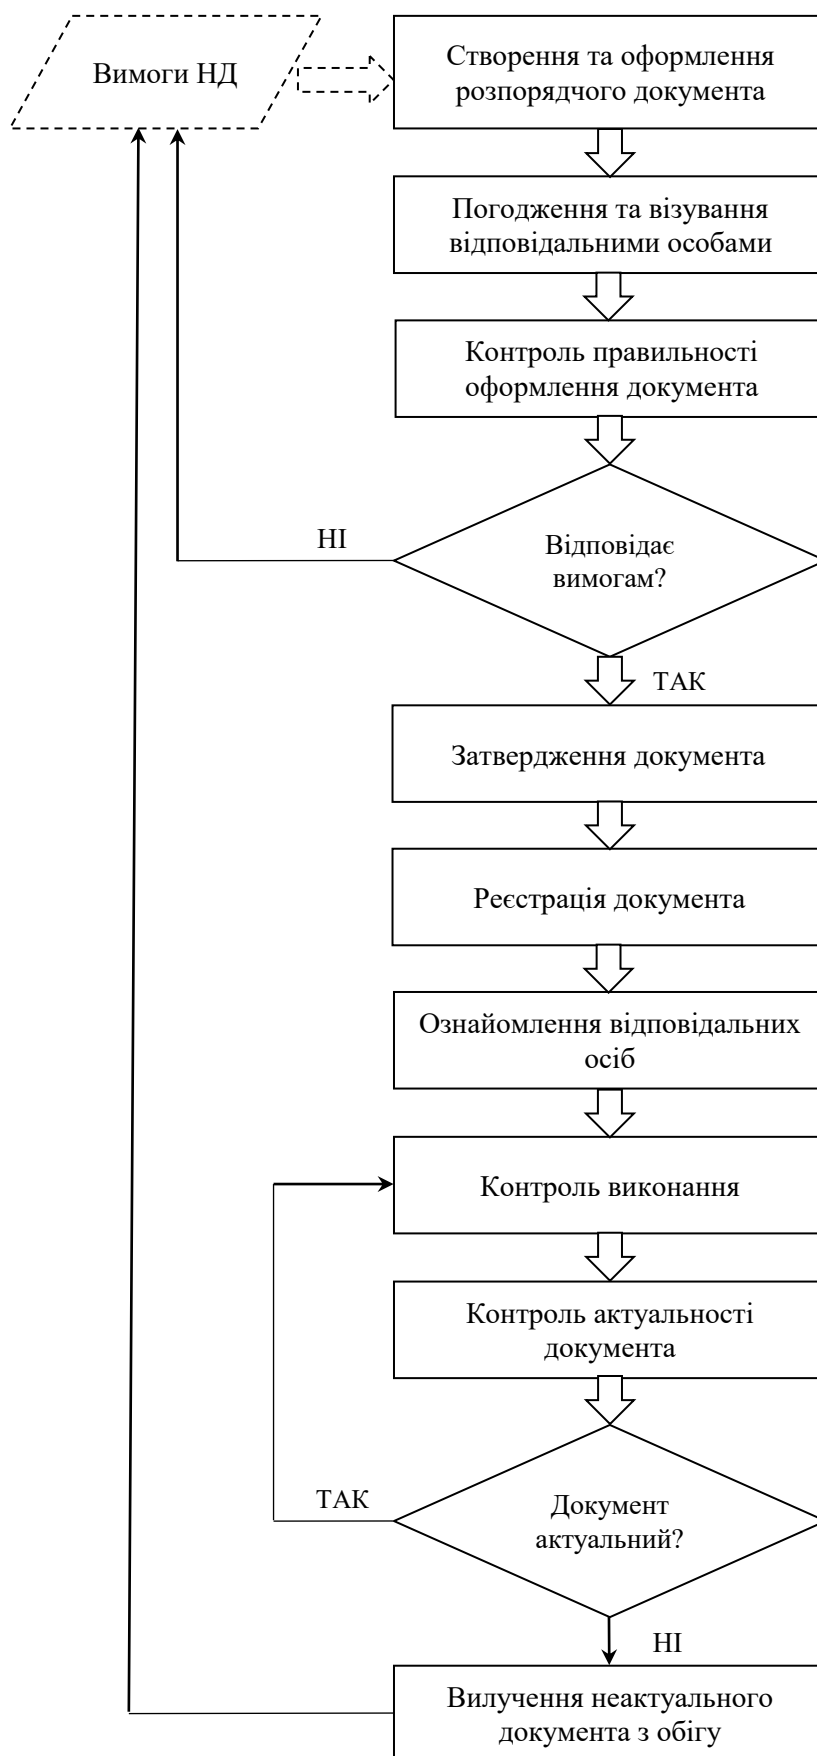 Вимоги НД
Створення та оформлення
розпорядчого документа
Погодження та візування
відповідальними особами
Контроль правильності
оформлення документа
НІ
Відповідає
вимогам?
ТАК
Затвердження документа
Реєстрація документа
Ознайомлення відповідальних
осіб
Контроль виконання
Контроль актуальності
документа
ТАК
Документ
актуальний?
НІ
Вилучення неактуального
документа з обігу